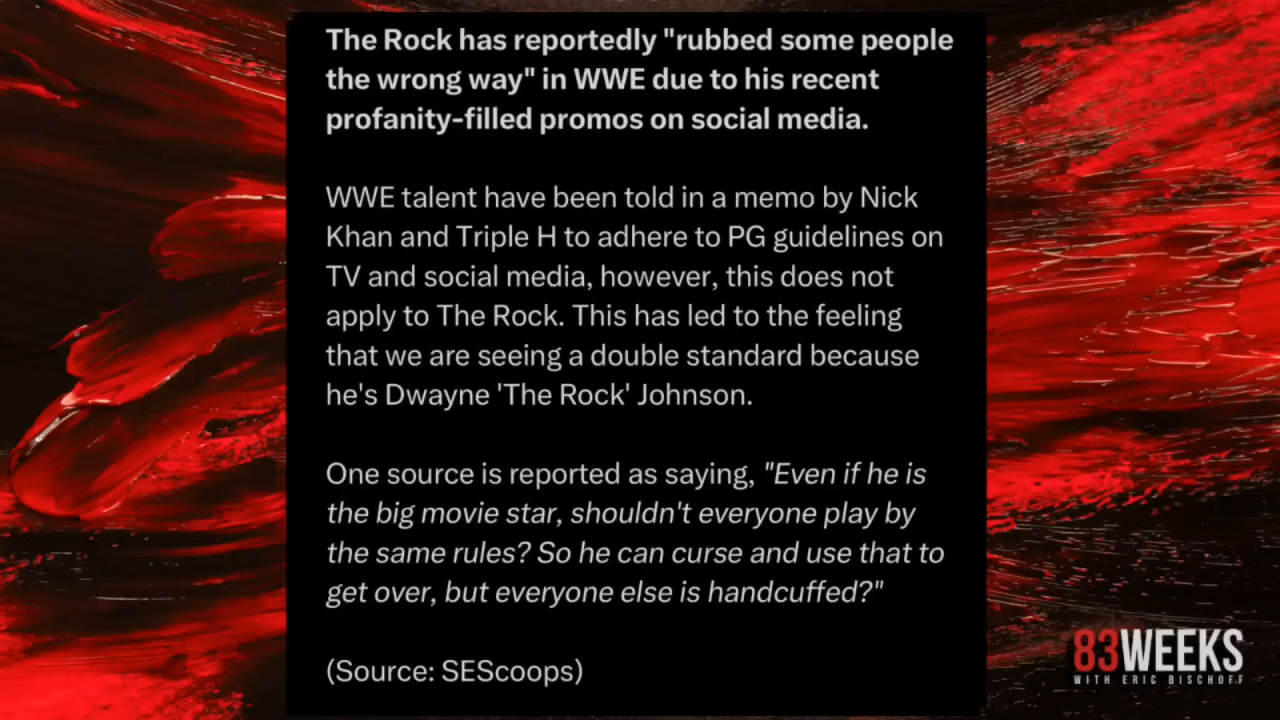 The Rock has reportedly "rubbed some people
the wrong way" in WWE due to his recent
profanity-filled promos on social media.
WWE talent have been told in a memo by Nick
Khan and Triple H to adhere to PG guidelines on
TV and social media, however, this does not
apply to The Rock. This has led to the feeling
that we are seeing a double standard because
he's Dwayne 'The Rock' Johnson.
One source is reported as saying, "Even if he is
the big movie star, shouldn't everyone play by
the same rules? So he can curse and use that to
get over, but everyone else is handcuffed?"
(Source: SEScoops)
83WEEKS
WITH ERIC BISCHOFF